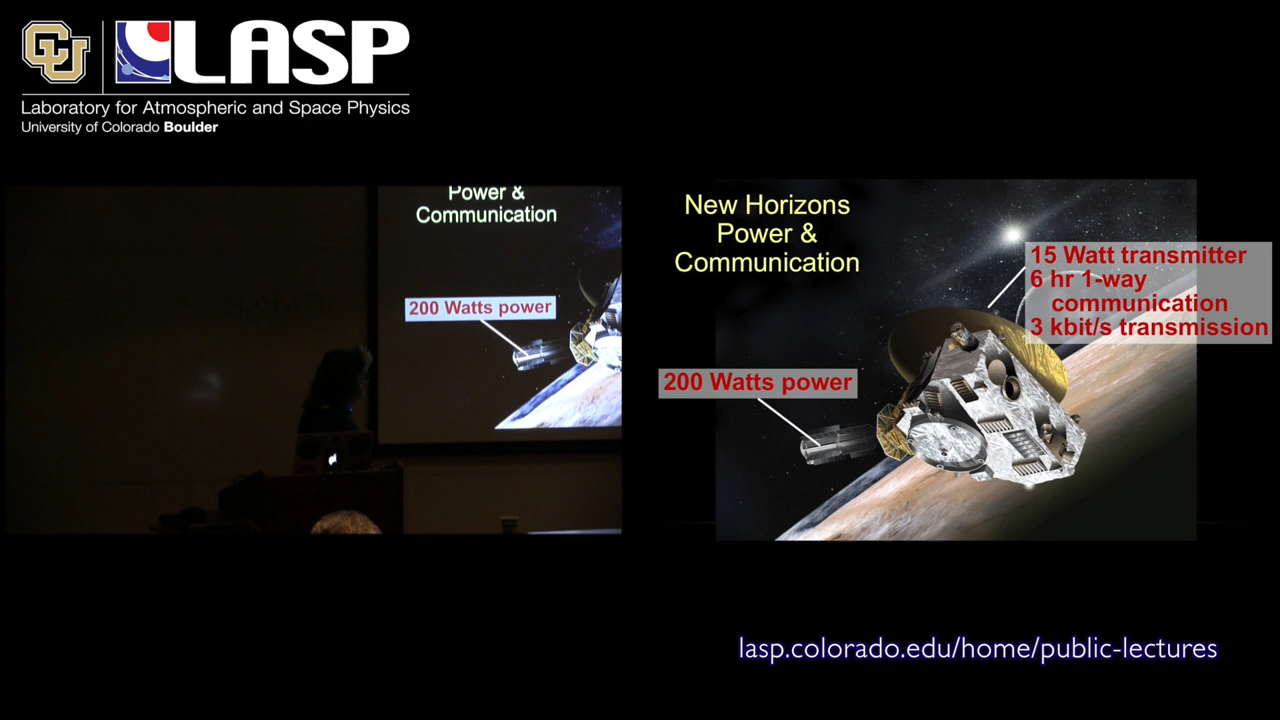 CU
LASP
Laboratory for Atmospheric and Space Physics
University of Colorado Boulder
Power &
Communication
200 Watts power
New Horizons
Power &
Communication
15 Watt transmitter
6 hr 1-way
communication
3 kbit/s transmission
200 Watts power
lasp.colorado.edu/home/public-lectures